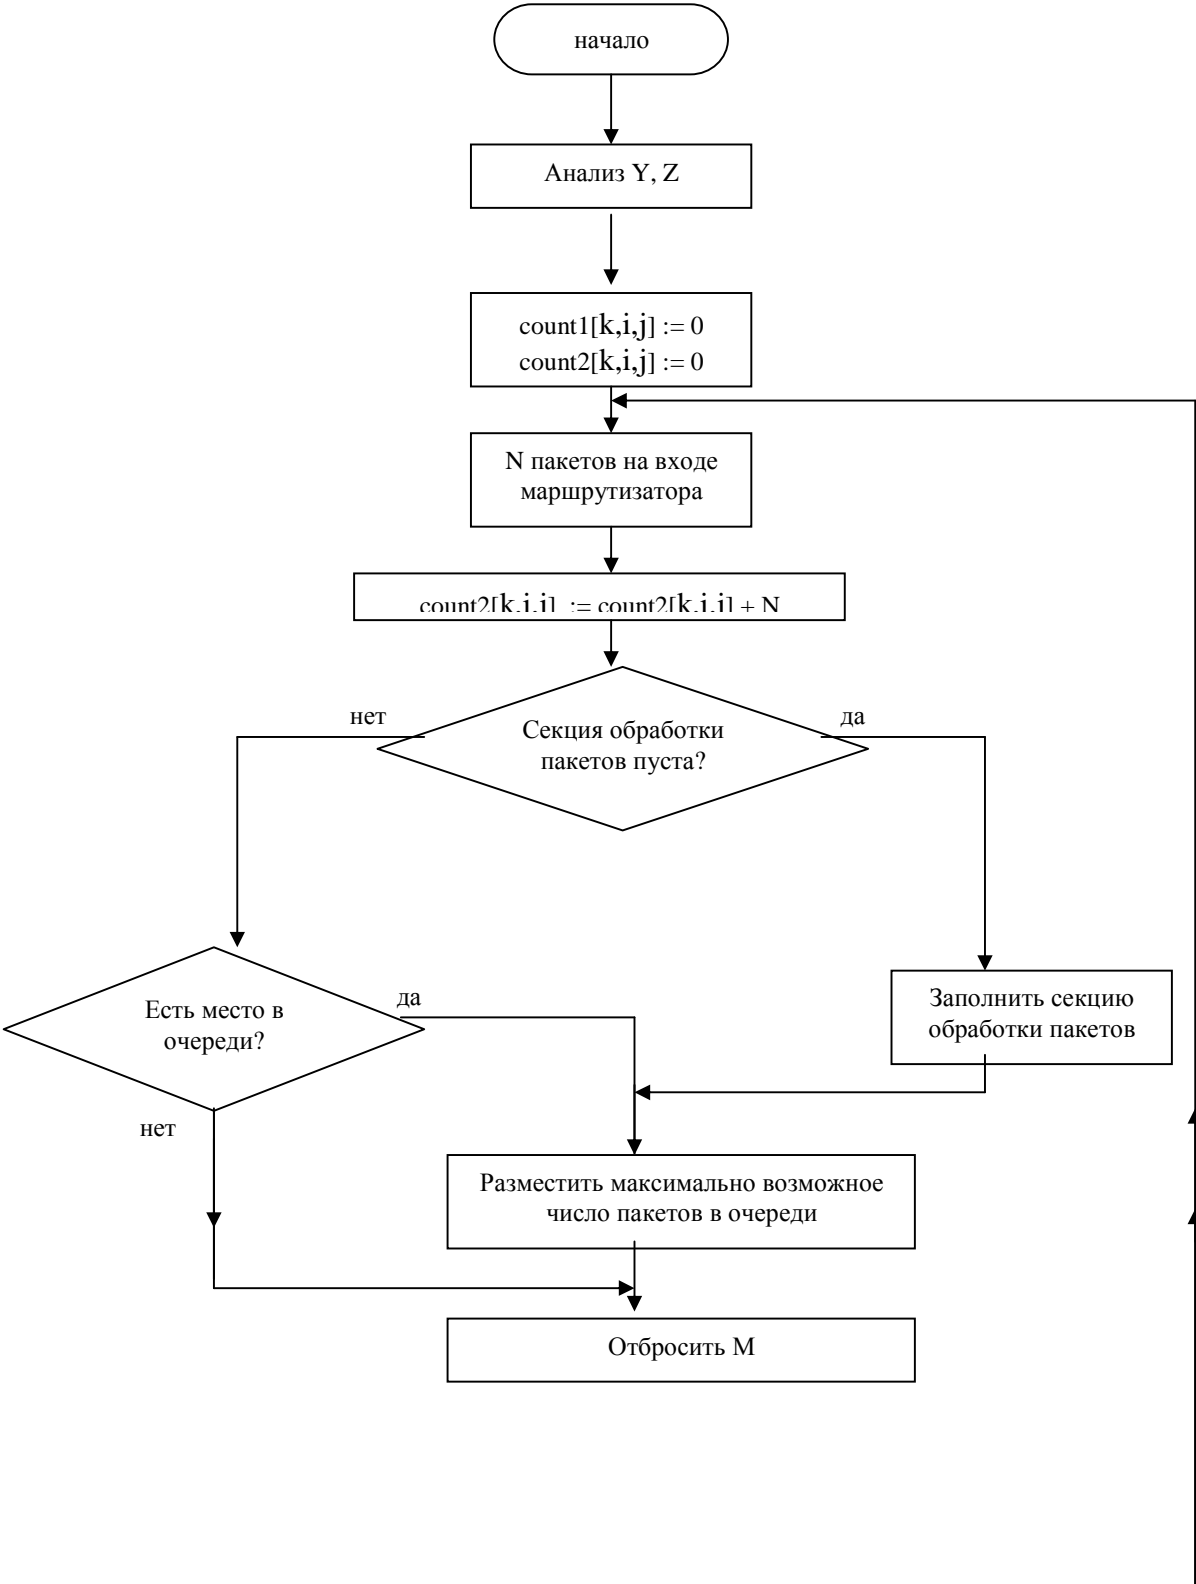 начало
Анализ Y, Z
count1[k,i,j] := 0
count2[k,i,j] := 0
N пакетов на входе
маршрутизатора
count2[k,i,j] := count2[k,i,j] + N
нет
да
Секция обработки
пакетов пуста?
Есть место в
очереди?
да
Заполнить секцию
обработки пакетов
нет
Разместить максимально возможное
число пакетов в очереди
Отбросить M